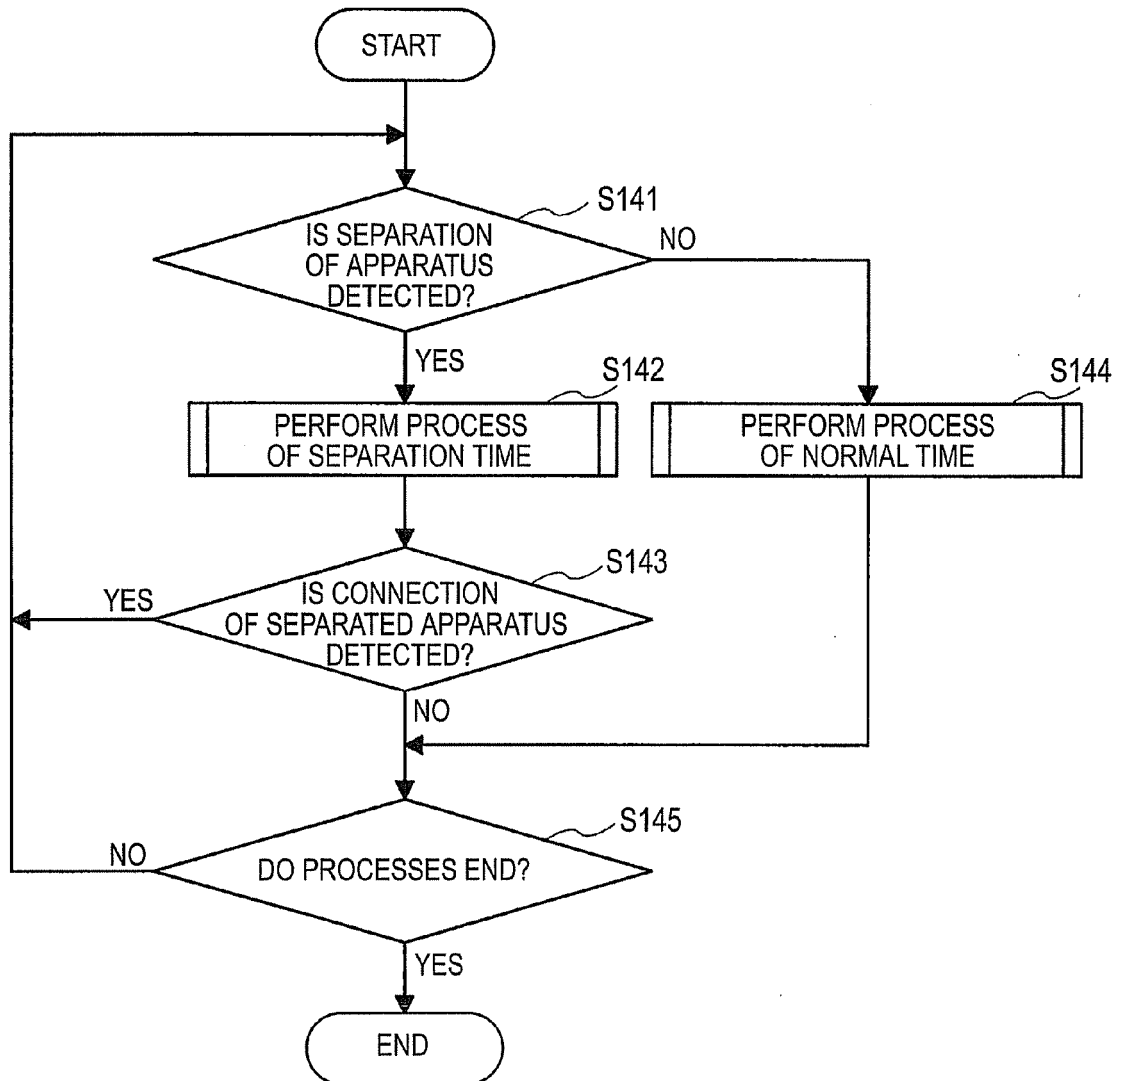 START
S141
IS SEPARATION
OF APPARATUS
DETECTED?
NO
YES
S142
PERFORM PROCESS
OF SEPARATION TIME
S144
PERFORM PROCESS
OF NORMAL TIME
S143
YES
IS CONNECTION
OF SEPARATED APPARATUS
DETECTED?
NO
S145
NO
DO PROCESSES END?
YES
END